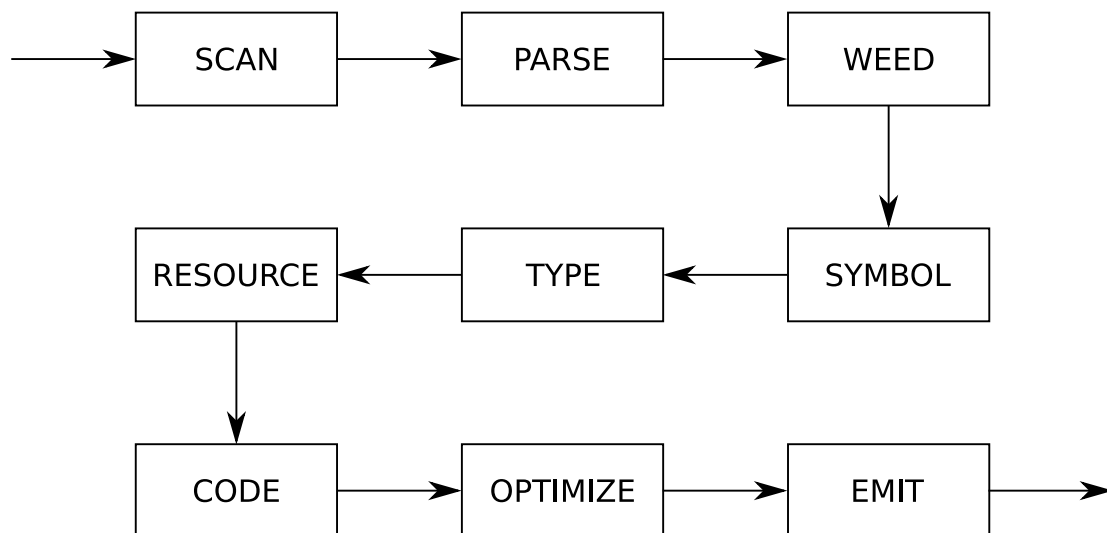 SCAN PARSE WEED
RESOURCE TYPE SYMBOL
CODE OPTIMIZE EMIT